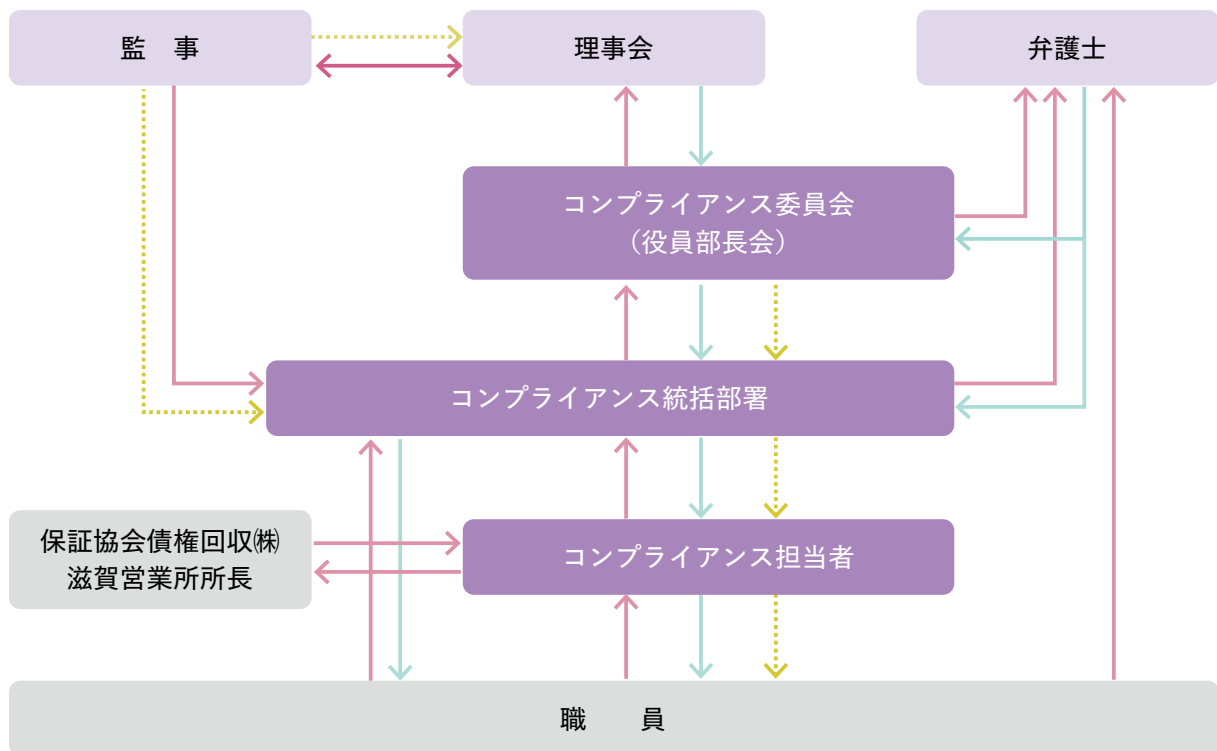 監　事
理事会
弁護士
コンプライアンス委員会
（役員部長会）
コンプライアンス統括部署
保証協会債権回収㈱
滋賀営業所所長
コンプライアンス担当者
職　　員